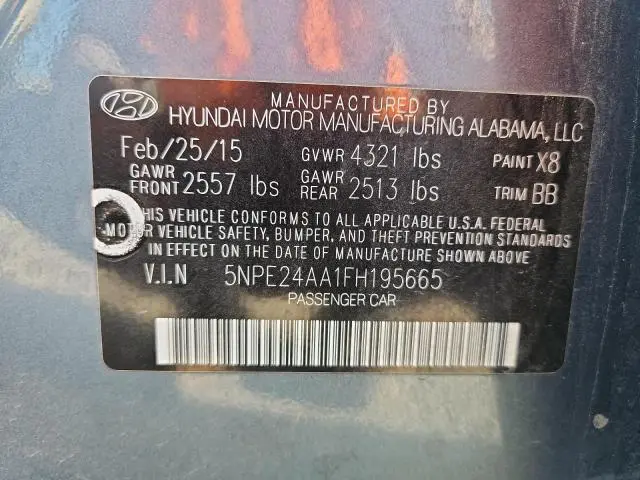 MANUFACTURED BY
HYUNDAI MOTOR MANUFACTURING ALABAMA, LLC
Feb/25/15 GVWR 4321 lbs PAINT X8
GAWR FRONT 2557 lbs GAWR REAR 2513 lbs TRIM BB
THIS VEHICLE CONFORMS TO ALL APPLICABLE U.S.A. FEDERAL
MOTOR VEHICLE SAFETY, BUMPER, AND THEFT PREVENTION STANDARDS
IN EFFECT ON THE DATE OF MANUFACTURE SHOWN ABOVE.
V.I.N 5NPE24AA1FH195665
PASSENGER CAR